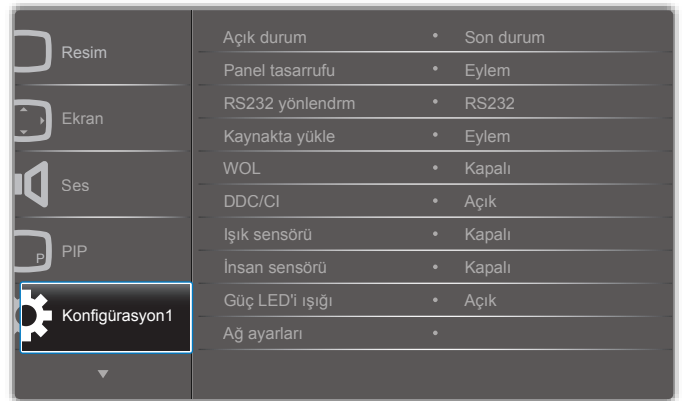 Resim
Ekran
Ses
P
PIP
Konfigürasyon1
Açık durum • Son durum
Panel tasarrufu • Eylem
RS232 yönlendrm • RS232
Kaynakta yükle • Eylem
WOL • Kapalı
DDC/CI • Açık
Işık sensörü • Kapalı
İnsan sensörü • Kapalı
Güç LED'i ışığı • Açık
Ağ ayarları •